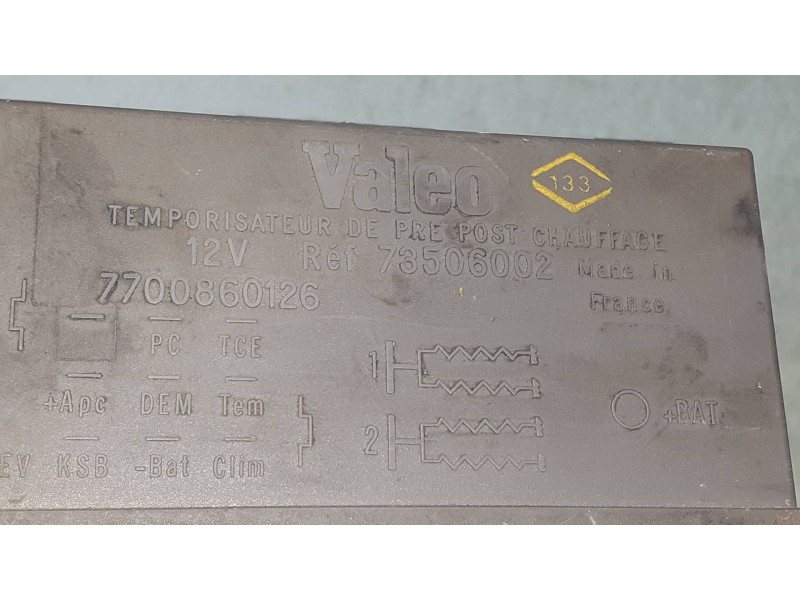 Valeo
133
TEMPORISATEUR DE PRE POST CHAUFFAGE
12V Réf 73506002 Made in
7700860126 France
PC TCE
1
+Apc DEM Tem
+BAT
2
EV KSB -Bat Clim